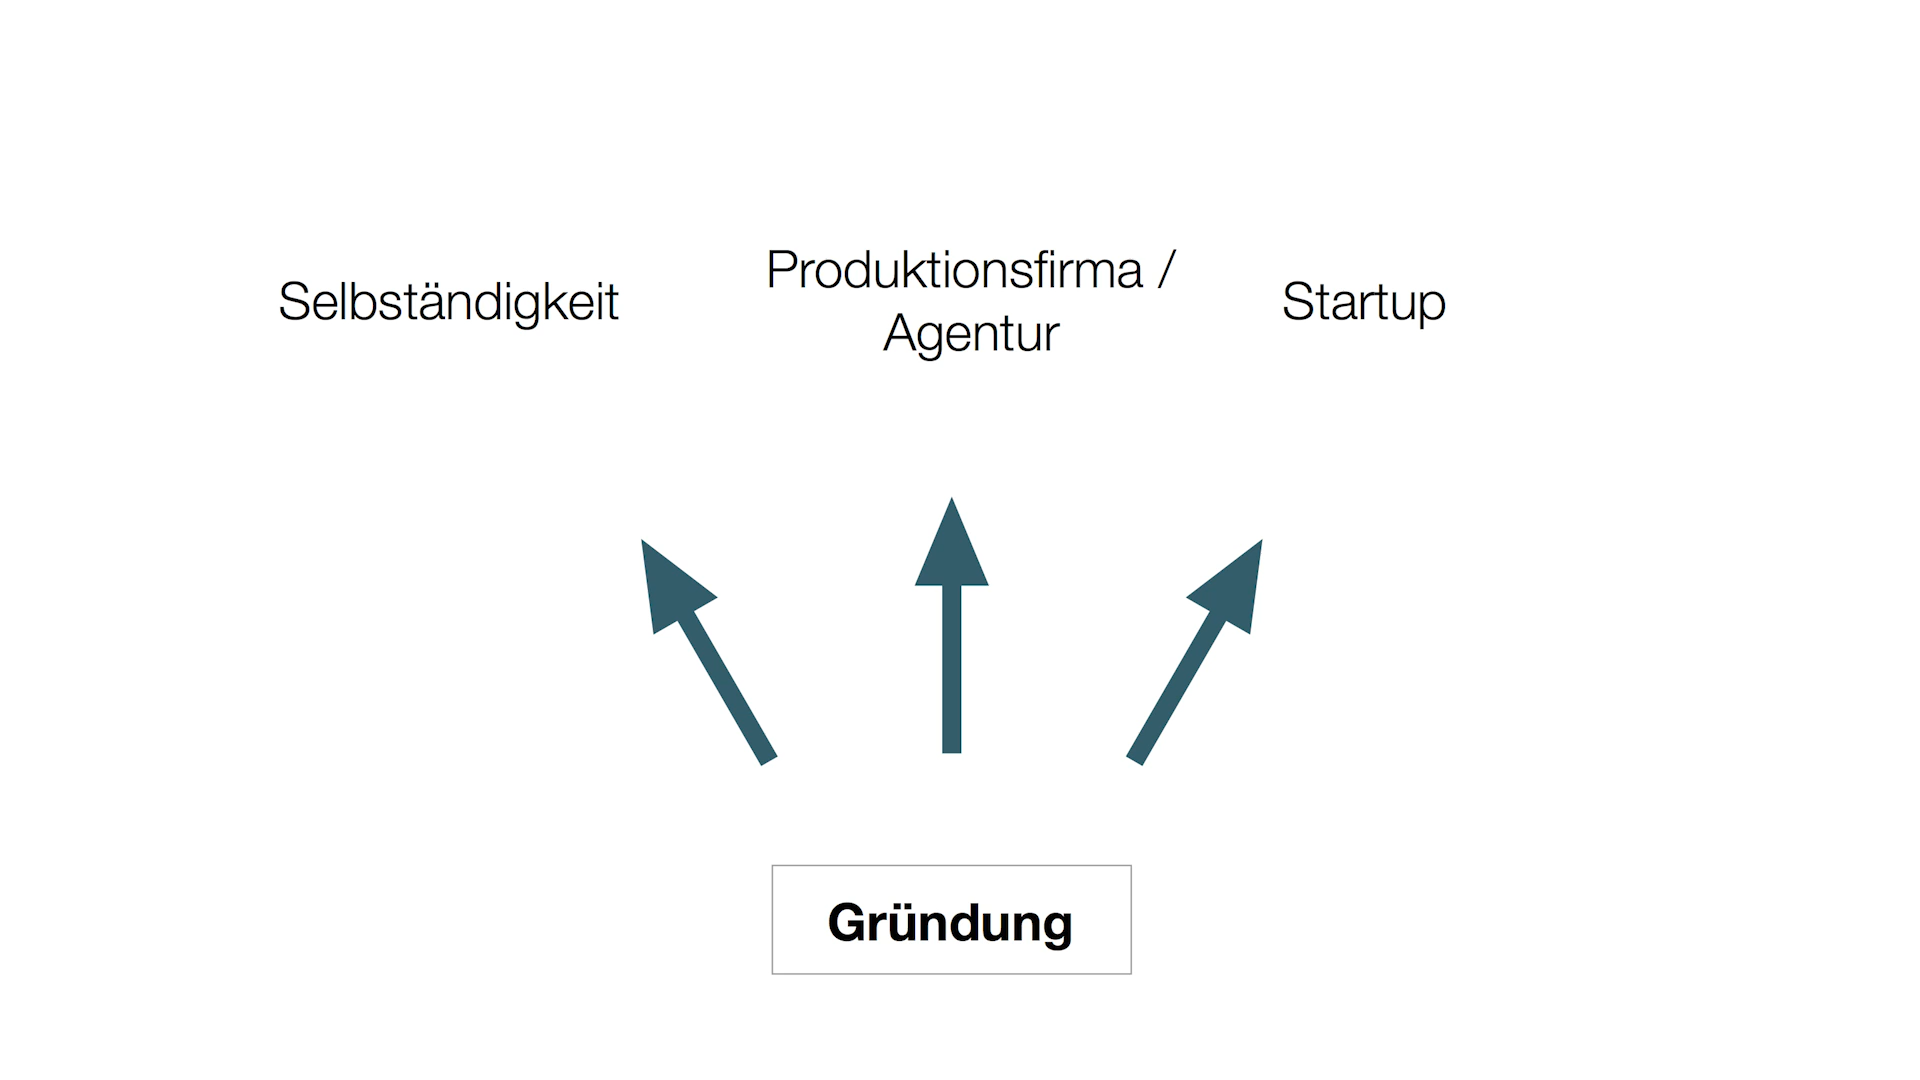 Selbständigkeit
Produktionsfirma /
Agentur
Startup
Gründung